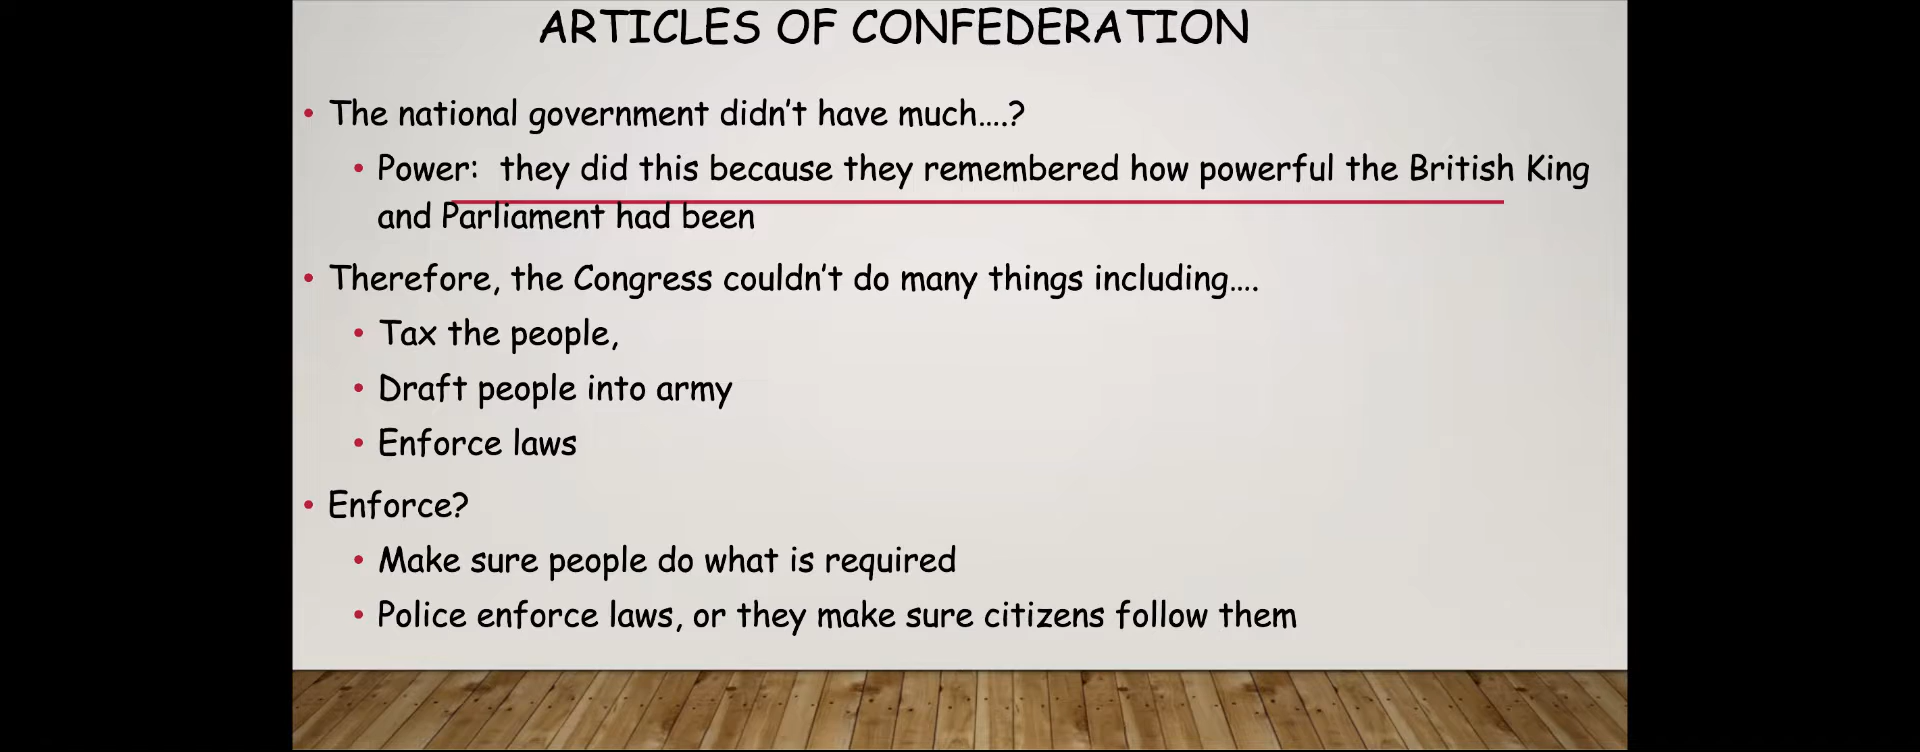 ARTICLES OF CONFEDERATION
• The national government didn't have much....?
• Power: they did this because they remembered how powerful the British King
and Parliament had been
• Therefore, the Congress couldn't do many things including....
• Tax the people,
• Draft people into army
• Enforce laws
• Enforce?
• Make sure people do what is required
• Police enforce laws, or they make sure citizens follow them